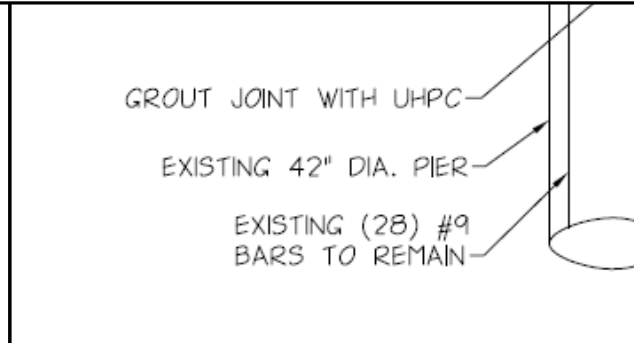 GROUT JOINT WITH UHPC
EXISTING 42" DIA. PIER
EXISTING (28) #9
BARS TO REMAIN